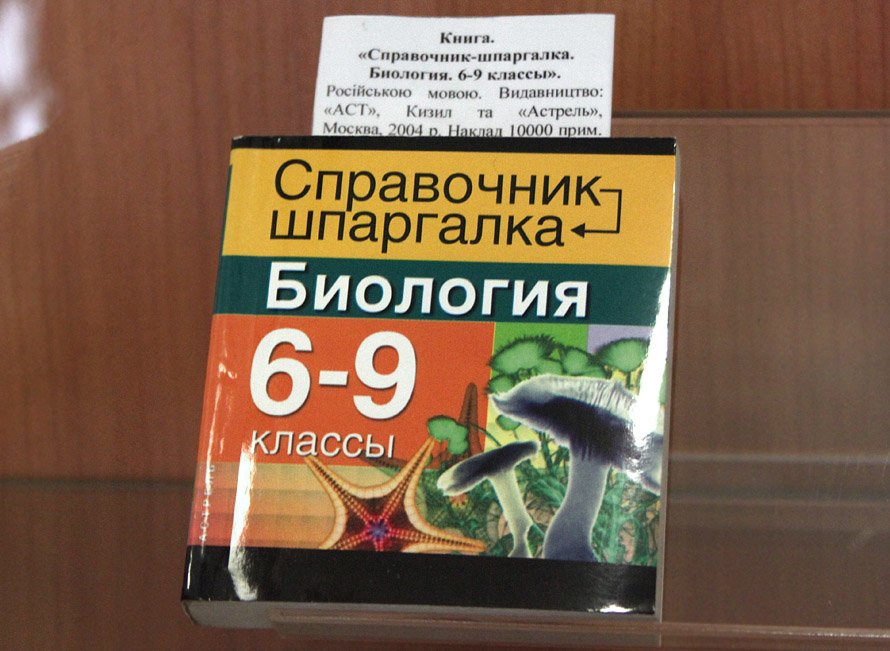 Книга.
«Справочник-шпаргалка.
Биология. 6-9 классы».
Російською мовою. Видавництво:
«АСТ», Кизил та «Астрель»,
Москва, 2004 р. Наклад 10000 прим.
Справочник-
шпаргалка
Биология
6-9
классы